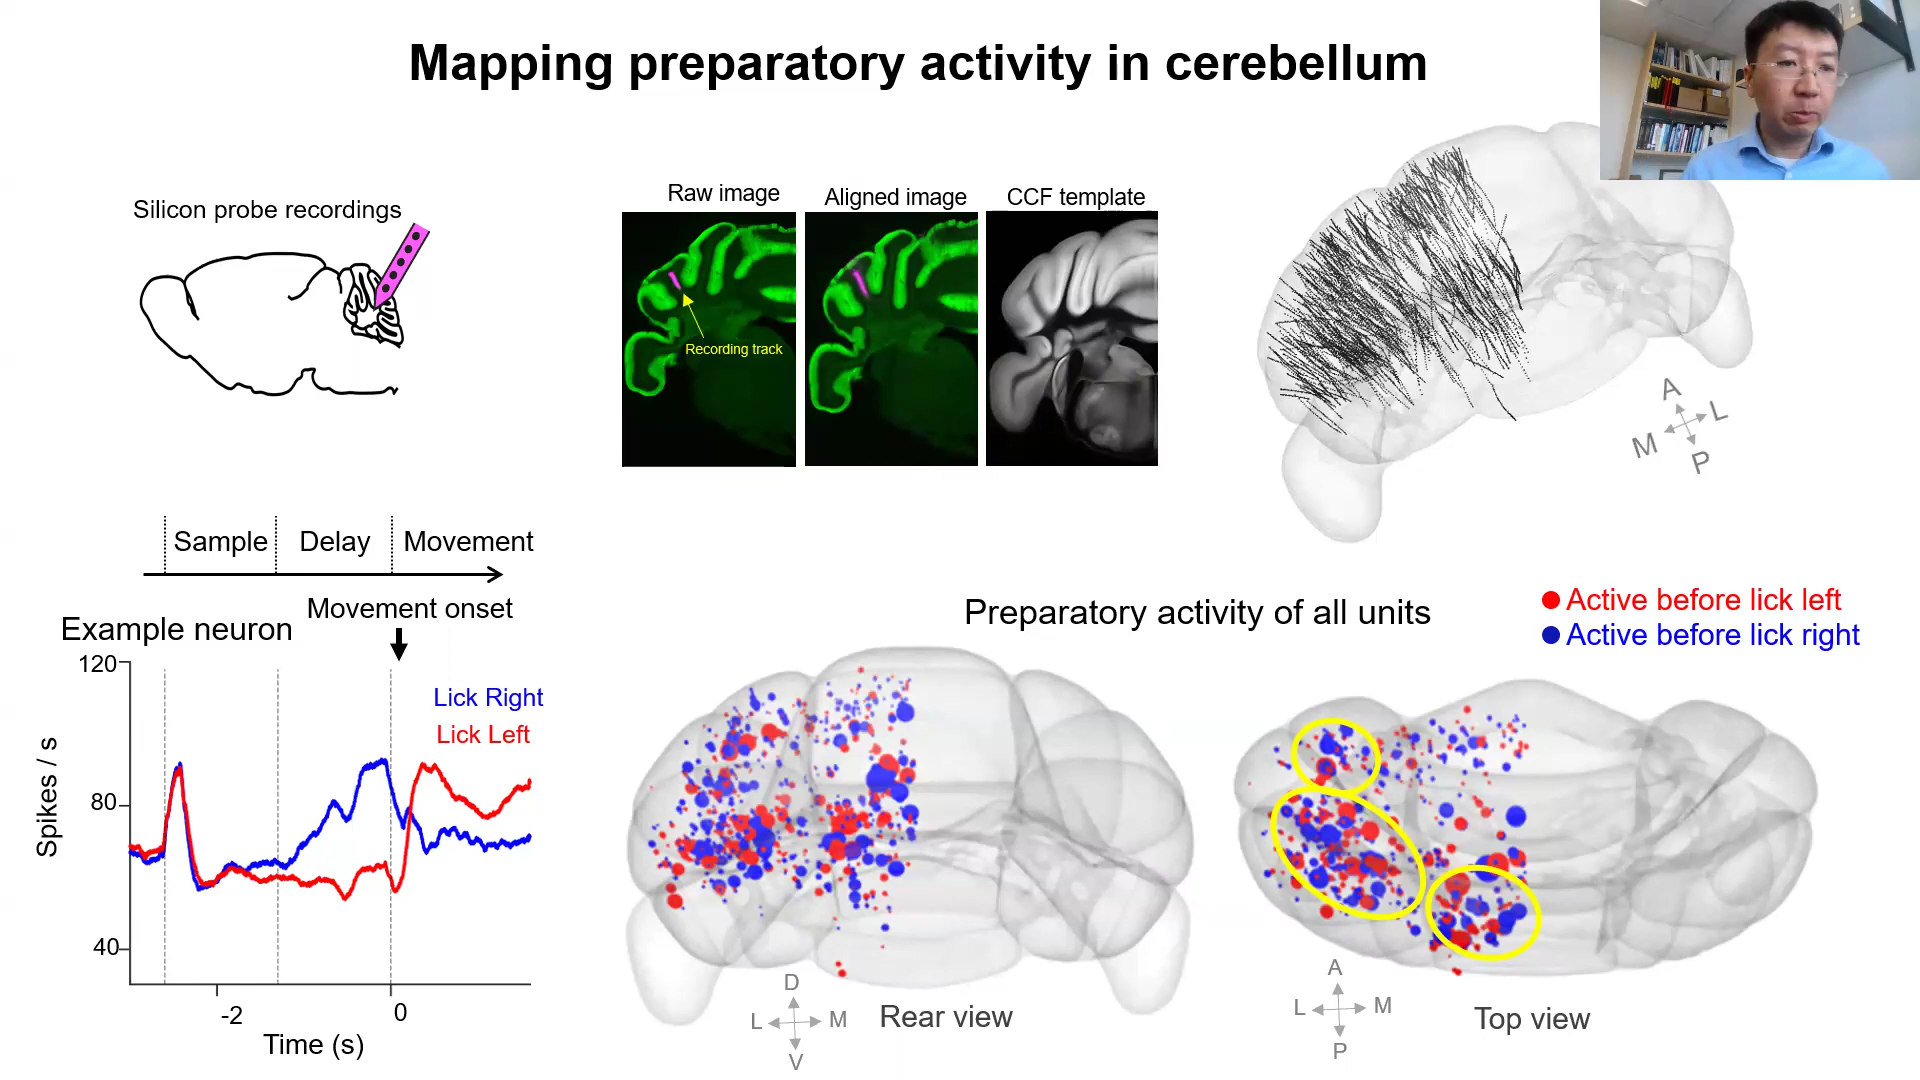 Mapping preparatory activity in cerebellum
Silicon probe recordings
Raw image
Aligned image
CCF template
Recording track
A
L
M
P
Sample
Delay
Movement
Movement onset
Example neuron
120
80
40
Spikes / s
Lick Right
Lick Left
-2
0
Time (s)
Preparatory activity of all units
Active before lick left
Active before lick right
D
L
M
V
Rear view
A
L
M
P
Top view